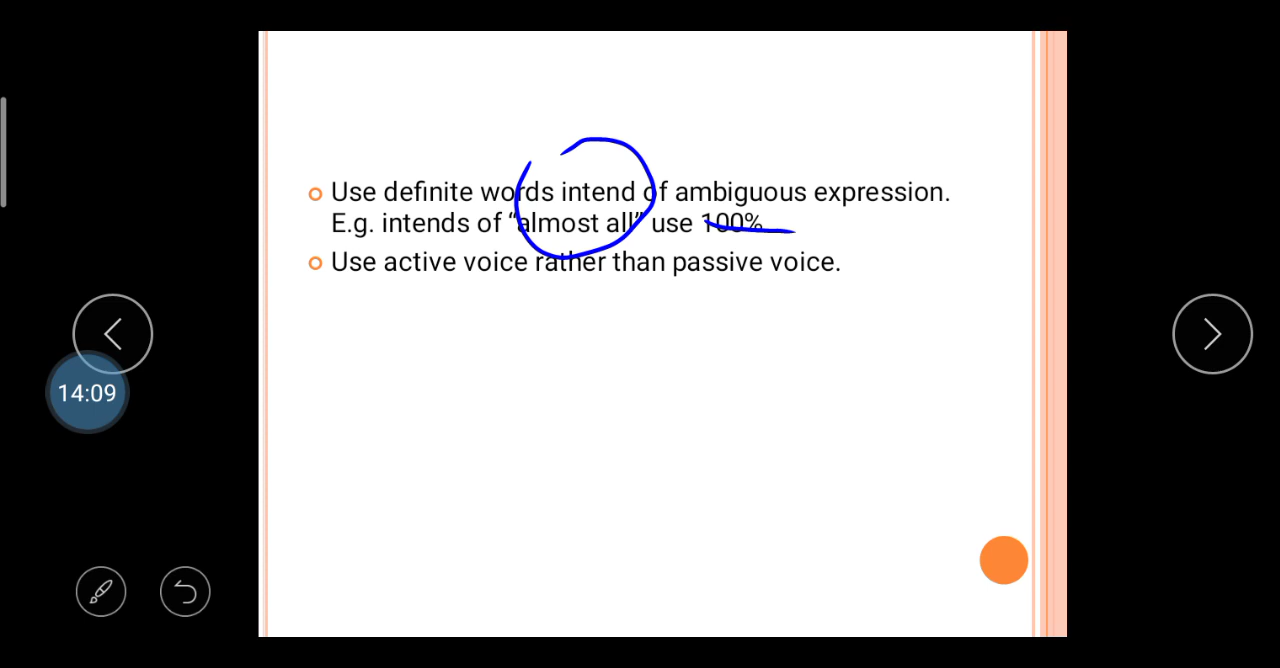 Use definite words intend of ambiguous expression.
E.g. intends of “almost all” use 100%
Use active voice rather than passive voice.
14:09